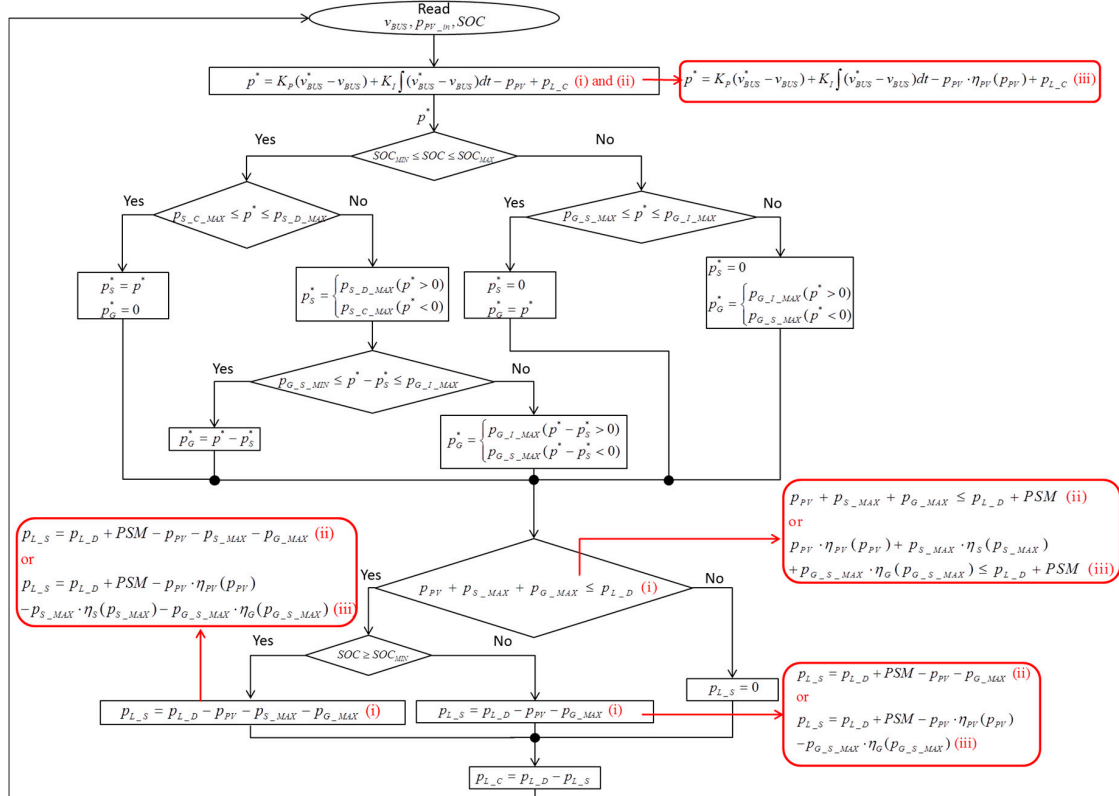 Read
v_BUS, p_PV_in, SOC
p* = K_P(v*_BUS − v_BUS) + K_I∫(v*_BUS − v_BUS)dt − p_PV + p_L_C (i) and (ii)
p* = K_P(v*_BUS − v_BUS) + K_I∫(v*_BUS − v_BUS)dt − p_PV · η_PV(p_PV) + p_L_C (iii)
p*
Yes
SOC_MIN ≤ SOC ≤ SOC_MAX
No
Yes
p_S_C_MAX ≤ p* ≤ p_S_D_MAX
No
Yes
p_G_S_MAX ≤ p* ≤ p_G_I_MAX
No
p*_S = p*
p*_G = 0
p*_S = { p_S_D_MAX (p* > 0)
p_S_C_MAX (p* < 0)
p*_S = 0
p*_G = p*
p*_S = 0
p*_G = { p_G_I_MAX (p* > 0)
p_G_S_MAX (p* < 0)
Yes
p_G_S_MIN ≤ p* − p*_S ≤ p_G_I_MAX
No
p*_G = p* − p*_S
p*_G = { p_G_I_MAX (p* − p*_S > 0)
p_G_S_MAX (p* − p*_S < 0)
p_PV + p_S_MAX + p_G_MAX ≤ p_L_D + PSM (ii)
or
p_PV · η_PV(p_PV) + p_S_MAX · η_S(p_S_MAX)
+p_G_S_MAX · η_G(p_G_S_MAX) ≤ p_L_D + PSM (iii)
p_L_S = p_L_D + PSM − p_PV − p_S_MAX − p_G_MAX (ii)
or
p_L_S = p_L_D + PSM − p_PV · η_PV(p_PV)
−p_S_MAX · η_S(p_S_MAX) − p_G_S_MAX · η_G(p_G_S_MAX) (iii)
Yes
p_PV + p_S_MAX + p_G_MAX ≤ p_L_D (i)
No
Yes
SOC ≥ SOC_MIN
No
p_L_S = p_L_D − p_PV − p_S_MAX − p_G_MAX (i)
p_L_S = p_L_D − p_PV − p_G_MAX (i)
p_L_S = 0
p_L_S = p_L_D + PSM − p_PV − p_G_MAX (ii)
or
p_L_S = p_L_D + PSM − p_PV · η_PV(p_PV)
−p_G_S_MAX · η_G(p_G_S_MAX) (iii)
p_L_C = p_L_D − p_L_S